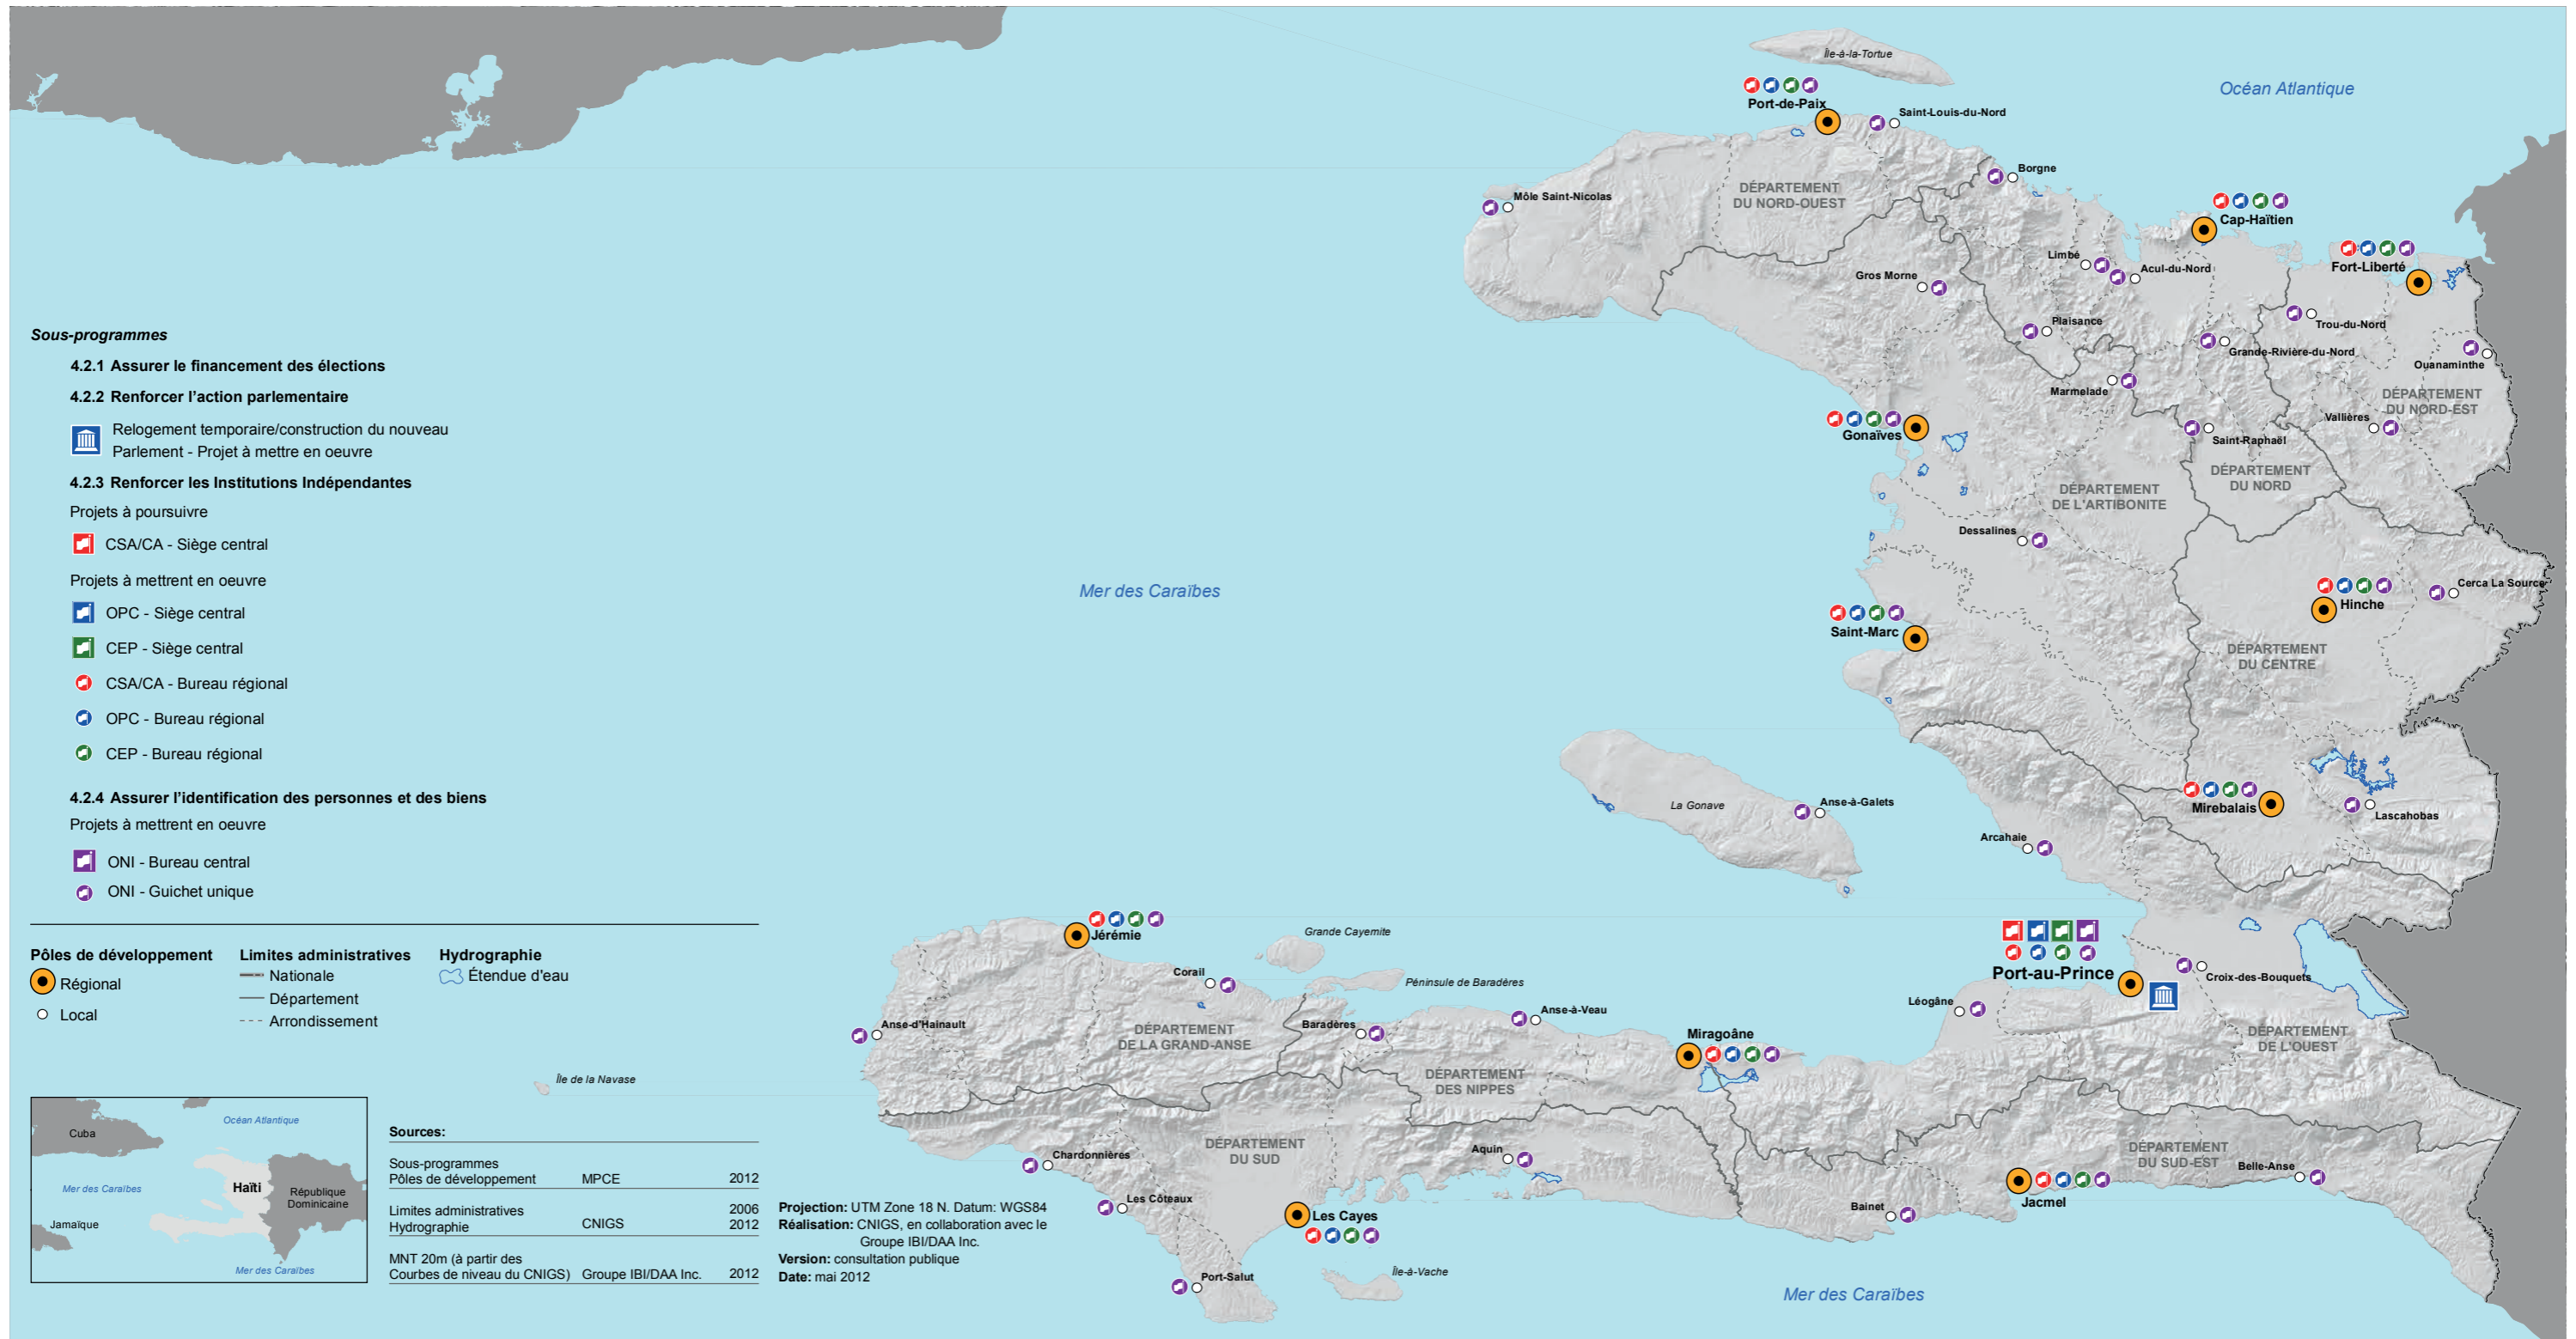 Île-à-la-Tortue
Océan Atlantique
Port-de-Paix
Saint-Louis-du-Nord
Borgne
Môle Saint-Nicolas
DÉPARTEMENT
DU NORD-OUEST
Cap-Haïtien
Limbé
Acul-du-Nord
Fort-Liberté
Gros Morne
Plaisance
Trou-du-Nord
Grande-Rivière-du-Nord
Ouanaminthe
Marmelade
DÉPARTEMENT
DU NORD-EST
Vallières
Gonaïves
Saint-Raphaël
DÉPARTEMENT
DU NORD
DÉPARTEMENT
DE L'ARTIBONITE
Dessalines
Mer des Caraïbes
Cerca La Source
Hinche
Saint-Marc
DÉPARTEMENT
DU CENTRE
La Gonave
Anse-à-Galets
Mirebalais
Lascahobas
Arcahaie
Sous-programmes
4.2.1 Assurer le financement des élections
4.2.2 Renforcer l'action parlementaire
Relogement temporaire/construction du nouveau
Parlement - Projet à mettre en oeuvre
4.2.3 Renforcer les Institutions Indépendantes
Projets à poursuivre
CSA/CA - Siège central
Projets à mettrent en oeuvre
OPC - Siège central
CEP - Siège central
CSA/CA - Bureau régional
OPC - Bureau régional
CEP - Bureau régional
4.2.4 Assurer l'identification des personnes et des biens
Projets à mettrent en oeuvre
ONI - Bureau central
ONI - Guichet unique
Pôles de développement
Régional
Local
Limites administratives
Nationale
Département
Arrondissement
Hydrographie
Étendue d'eau
Jérémie
Grande Cayemite
Corail
Péninsule de Baradères
Port-au-Prince
Croix-des-Bouquets
Léogâne
Anse-d'Hainault
DÉPARTEMENT
DE LA GRAND-ANSE
Baradères
Anse-à-Veau
Miragoâne
DÉPARTEMENT
DE L'OUEST
Île de la Navase
DÉPARTEMENT
DES NIPPES
DÉPARTEMENT
DU SUD
Chardonnières
Aquin
DÉPARTEMENT
DU SUD-EST
Belle-Anse
Les Côteaux
Les Cayes
Bainet
Jacmel
Port-Salut
Île-à-Vache
Mer des Caraïbes
Océan Atlantique
Cuba
Mer des Caraïbes
Haïti
République
Dominicaine
Jamaïque
Mer des Caraïbes
Sources:
Sous-programmes
Pôles de développement MPCE 2012
Limites administratives 2006
Hydrographie CNIGS 2012
MNT 20m (à partir des
Courbes de niveau du CNIGS) Groupe IBI/DAA Inc. 2012
Projection: UTM Zone 18 N. Datum: WGS84
Réalisation: CNIGS, en collaboration avec le
Groupe IBI/DAA Inc.
Version: consultation publique
Date: mai 2012